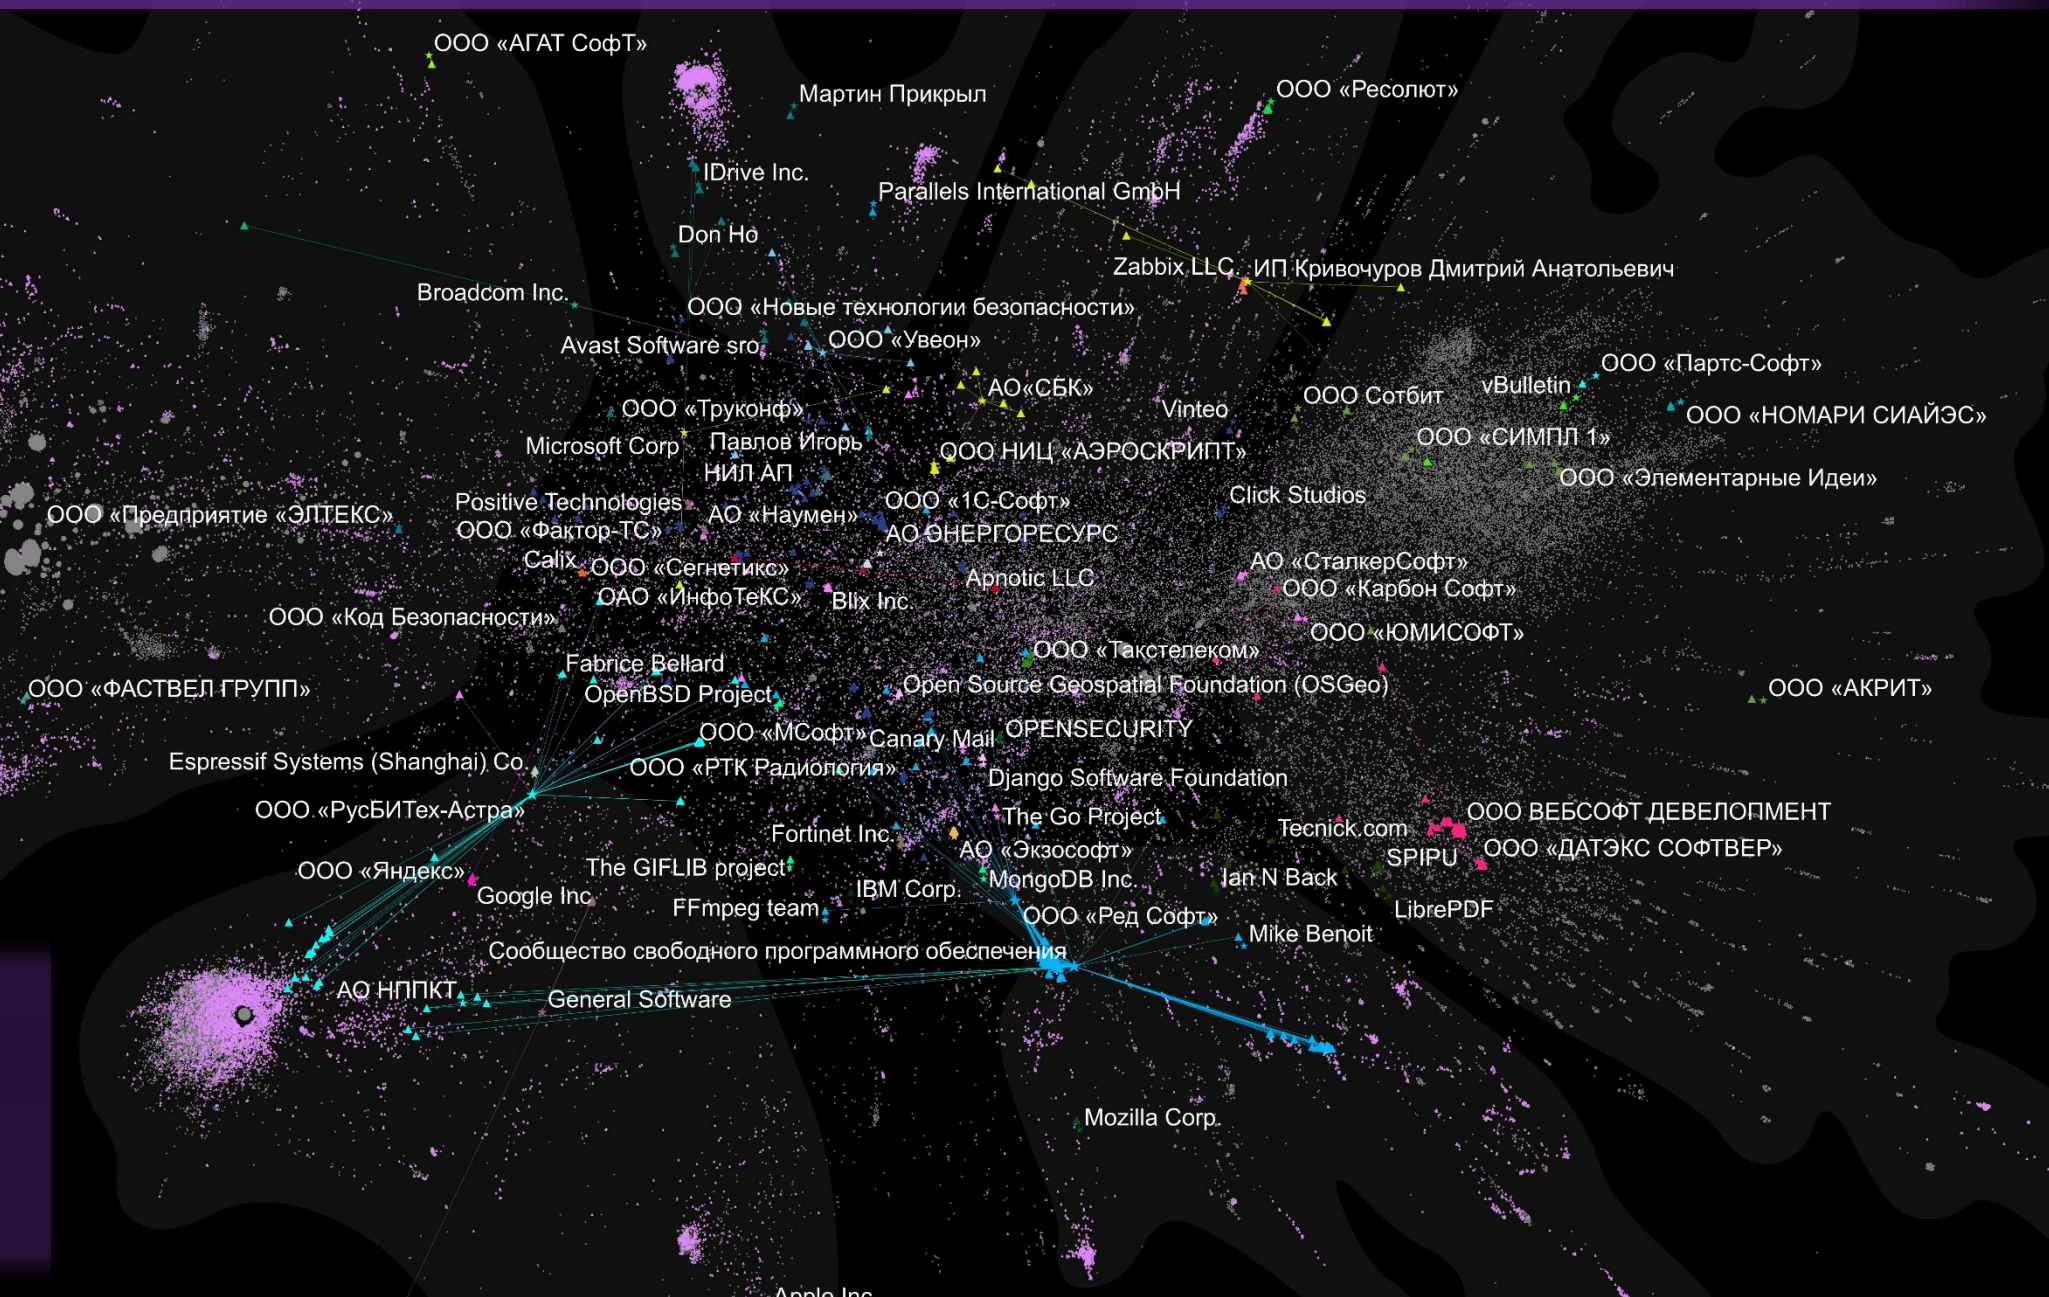 ООО «АГАТ СофТ»
Мартин Прикрыл
ООО «Ресолют»
IDrive Inc.
Parallels International GmbH
Don Ho
Zabbix LLC.
ИП Кривочуров Дмитрий Анатольевич
Broadcom Inc.
ООО «Новые технологии безопасности»
Avast Software sro
ООО «Увеон»
ООО «Партс-Софт»
vBulletin
АО«СБК»
ООО Сотбит
ООО «Труконф»
Vinteo
ООО «НОМАРИ СИАЙЭС»
Microsoft Corp
Павлов Игорь
ООО НИЦ «АЭРОСКРИПТ»
ООО «СИМПЛ 1»
НИЛ АП
ООО «Элементарные Идеи»
Positive Technologies
ООО «1С-Софт»
Click Studios
ООО «Предприятие «ЭЛТЕКС»
АО «Наумен»
ООО «Фактор-ТС»
АО ЭНЕРГОРЕСУРС
Calix
ООО «Сегнетикс»
АО «СталкерСофт»
Apnotic LLC
ООО «Карбон Софт»
ОАО «ИнфоТеКС»
Blix Inc.
ООО «Код Безопасности»
ООО «ЮМИСОФТ»
ООО «Такстелеком»
Fabrice Bellard
ООО «ФАСТВЕЛ ГРУПП»
OpenBSD Project
Open Source Geospatial Foundation (OSGeo)
ООО «АКРИТ»
ООО «МСофт»
Canary Mail
OPENSECURITY
Espressif Systems (Shanghai) Co.
ООО «РТК Радиология»
Django Software Foundation
ООО «РусБИТех-Астра»
The Go Project
ООО ВЕБСОФТ ДЕВЕЛОПМЕНТ
Fortinet Inc.
Tecnick.com
АО «Экзософт»
SPIPU
ООО «ДАТЭКС СОФТВЕР»
ООО «Яндекс»
The GIFLIB project
MongoDB Inc.
Ian N Back
Google Inc
IBM Corp.
FFmpeg team
ООО «Ред Софт»
LibrePDF
Mike Benoit
Сообщество свободного программного обеспечения
АО НППКТ
General Software
Mozilla Corp.
Apple Inc